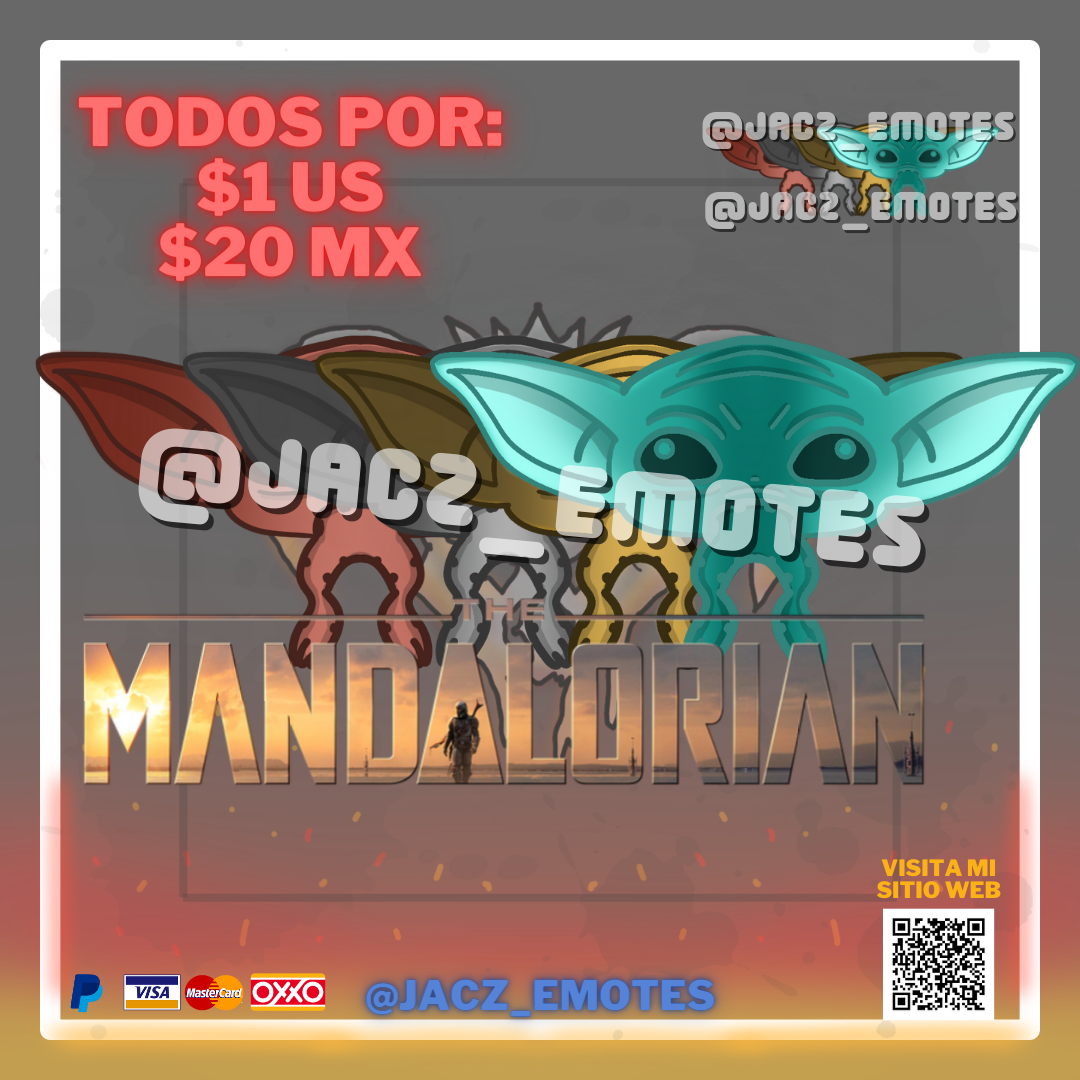 TODOS POR:
$1 US
$20 MX
@JACZ_EMOTES
@JACZ_EMOTES
@JACZ_EMOTES
THE
MANDALORIAN
VISITA MI
SITIO WEB
VISA
MasterCard
OXXO
@JACZ_EMOTES